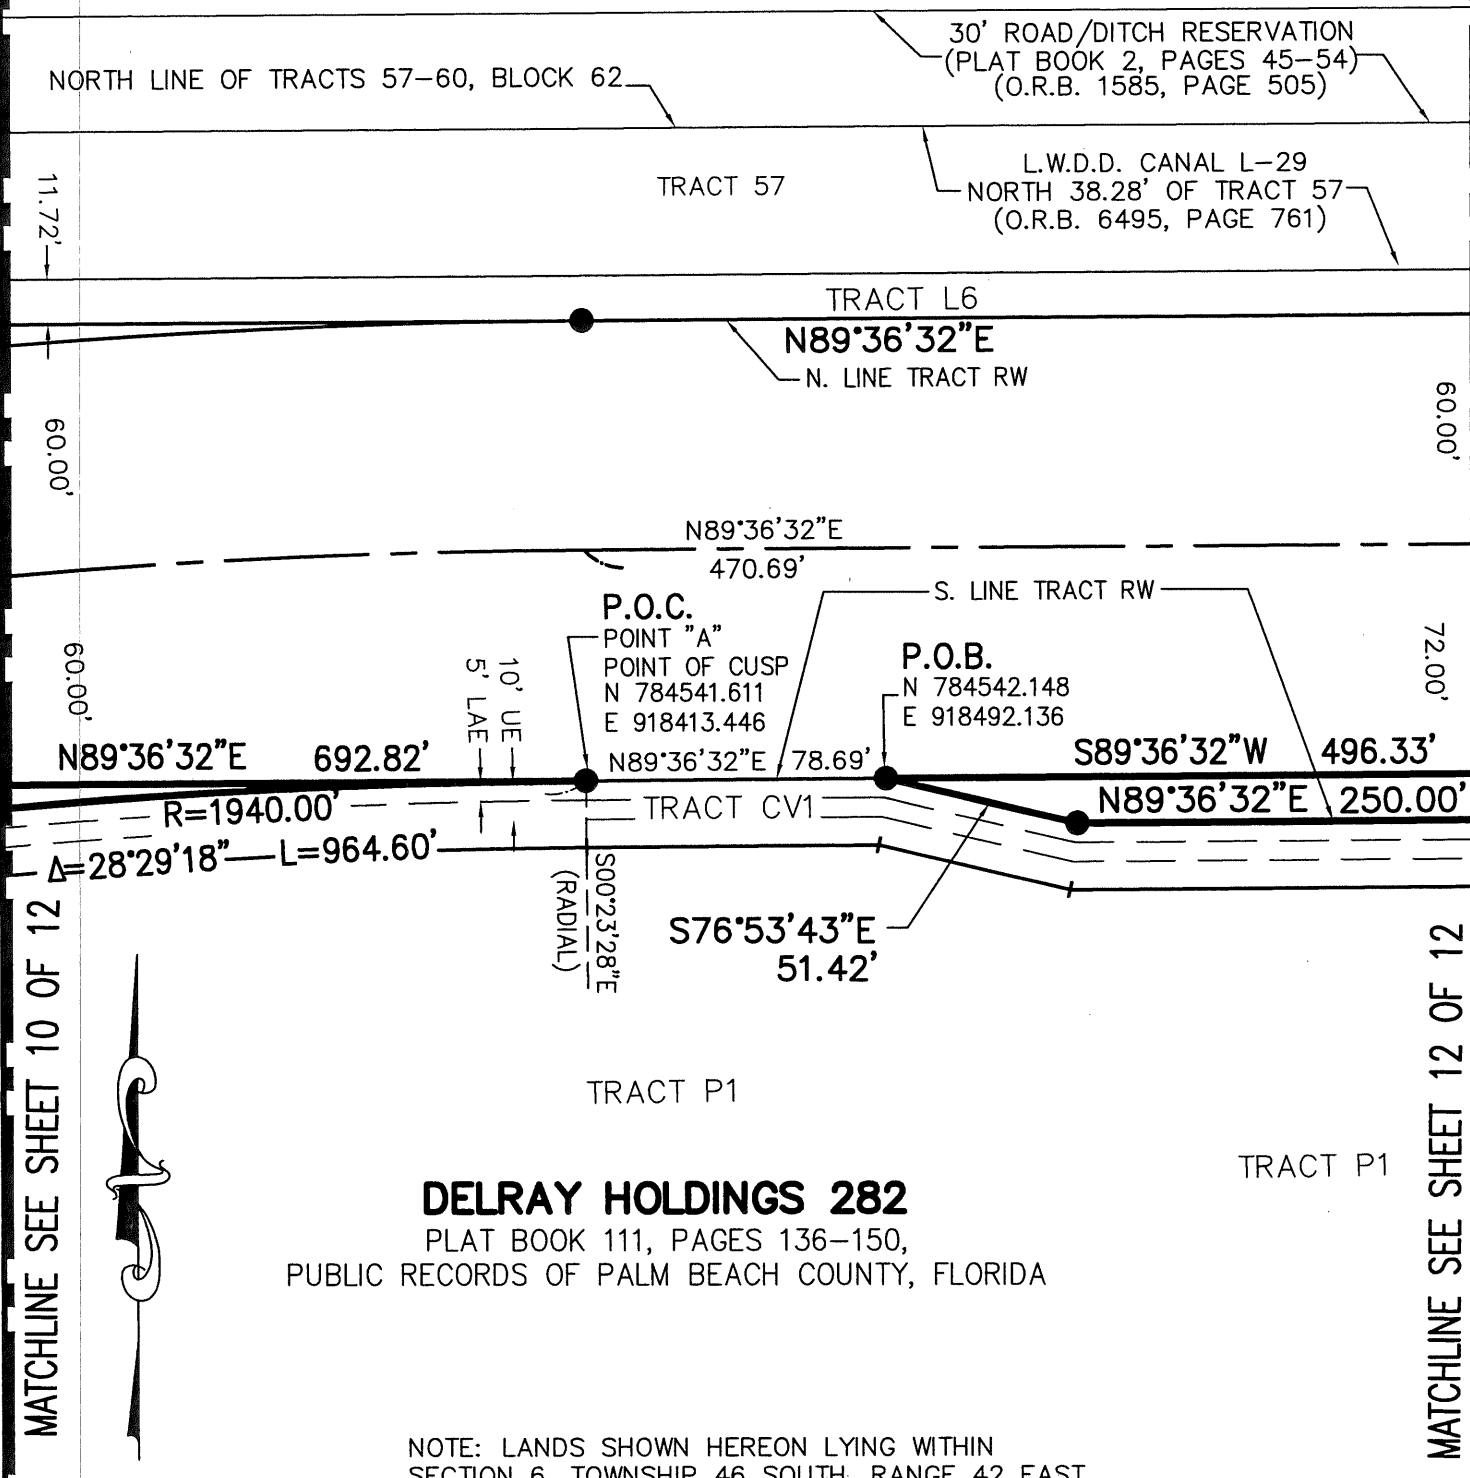 30' ROAD/DITCH RESERVATION
(PLAT BOOK 2, PAGES 45-54)
(O.R.B. 1585, PAGE 505)
NORTH LINE OF TRACTS 57-60, BLOCK 62
L.W.D.D. CANAL L-29
NORTH 38.28' OF TRACT 57
(O.R.B. 6495, PAGE 761)
TRACT 57
11.72'
TRACT L6
N89°36'32"E
N. LINE TRACT RW
60.00'
60.00'
N89°36'32"E
470.69'
S. LINE TRACT RW
P.O.C.
POINT "A"
POINT OF CUSP
N 784541.611
E 918413.446
P.O.B.
N 784542.148
E 918492.136
60.00'
5' LAE
10' UE
72.00'
N89°36'32"E 692.82'
N89°36'32"E 78.69'
S89°36'32"W 496.33'
R=1940.00'
TRACT CV1
N89°36'32"E 250.00'
Δ=28°29'18" L=964.60'
S00°23'28"E
(RADIAL)
S76°53'43"E
51.42'
MATCHLINE SEE SHEET 10 OF 12
MATCHLINE SEE SHEET 12 OF 12
TRACT P1
TRACT P1
DELRAY HOLDINGS 282
PLAT BOOK 111, PAGES 136-150,
PUBLIC RECORDS OF PALM BEACH COUNTY, FLORIDA
NOTE: LANDS SHOWN HEREON LYING WITHIN
SECTION 6, TOWNSHIP 46 SOUTH, RANGE 42 EAST